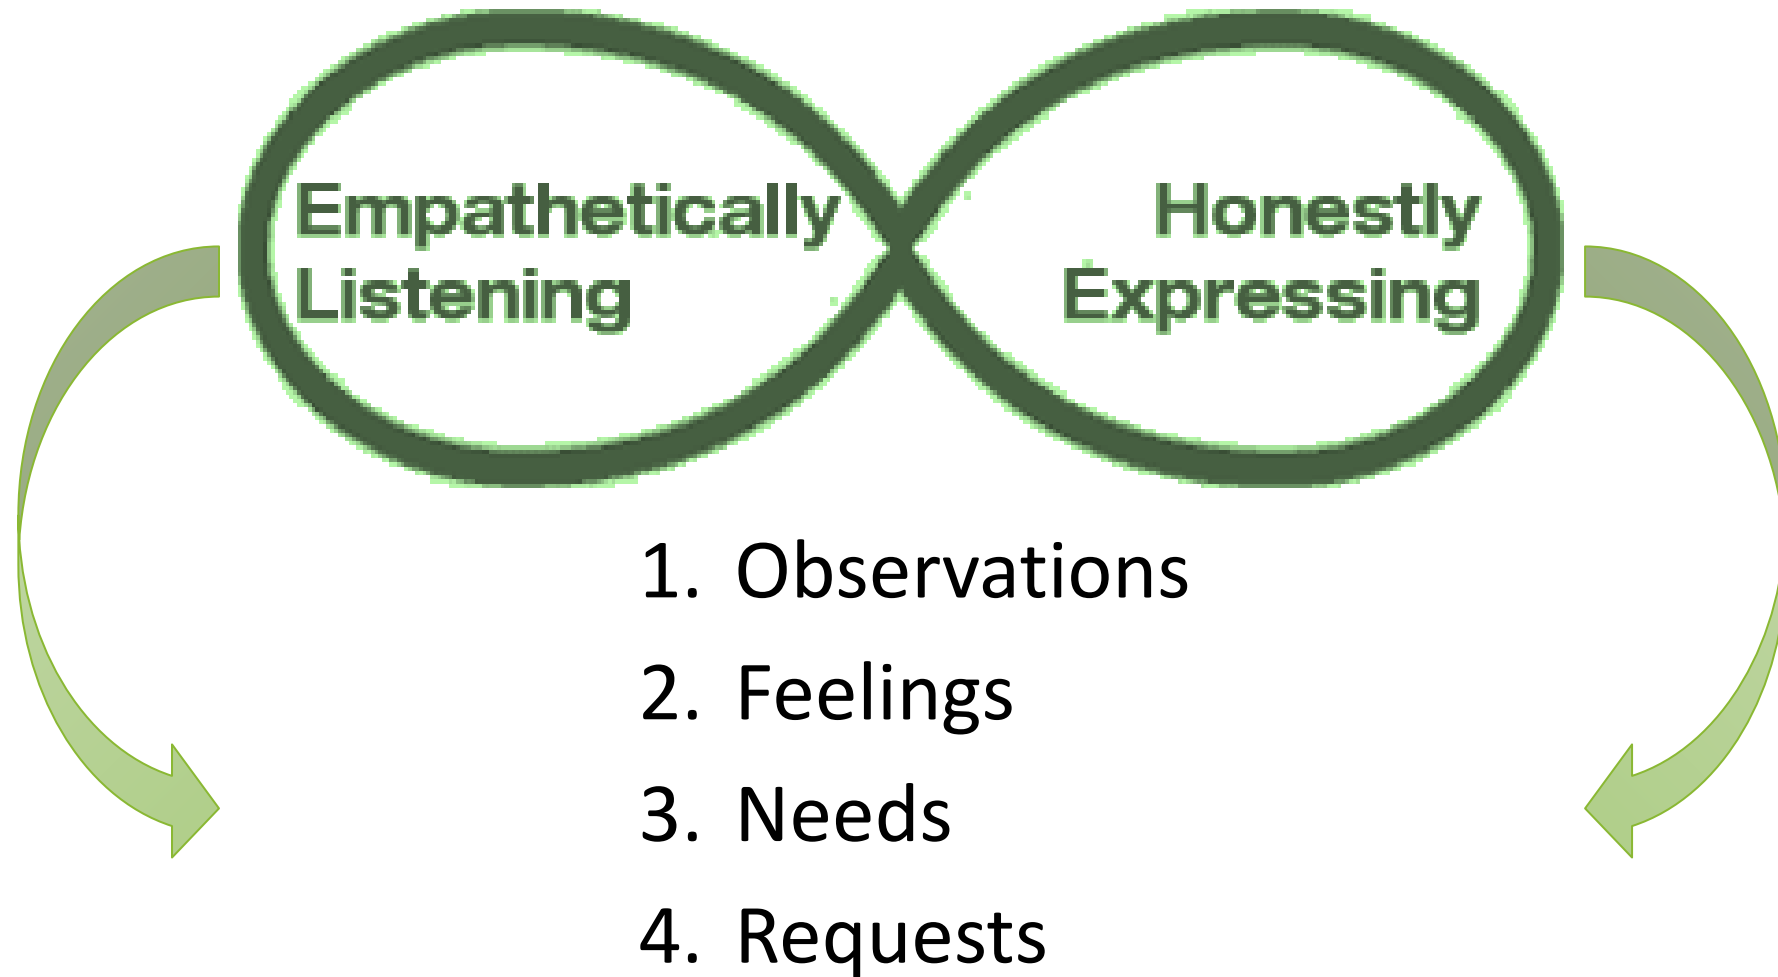 Empathetically
Listening
Honestly
Expressing
1. Observations
2. Feelings
3. Needs
4. Requests